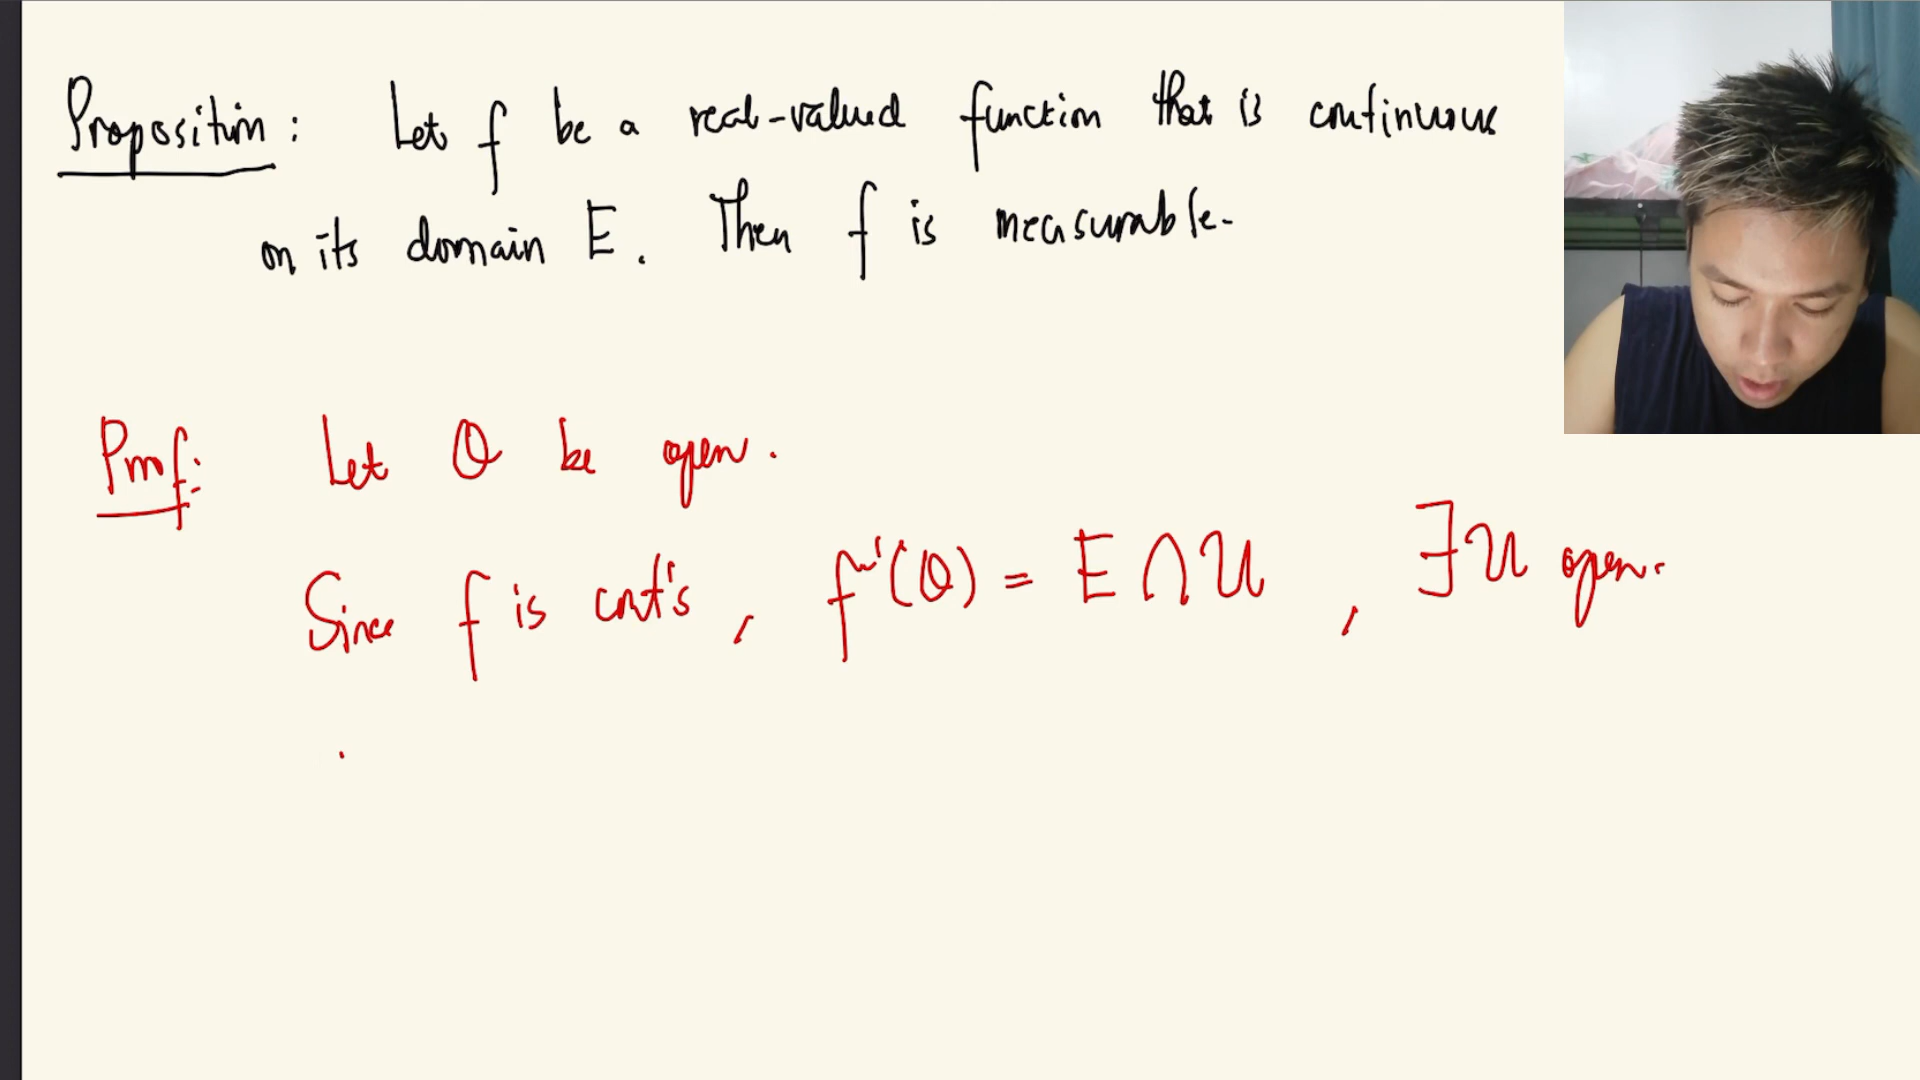 Proposition: Let f be a real-valued function that is continuous
on its domain E. Then f is measurable.
Proof: Let O be open.
Since f is cnt's, f⁻¹(O) = E ∩ U, ∃ U open.